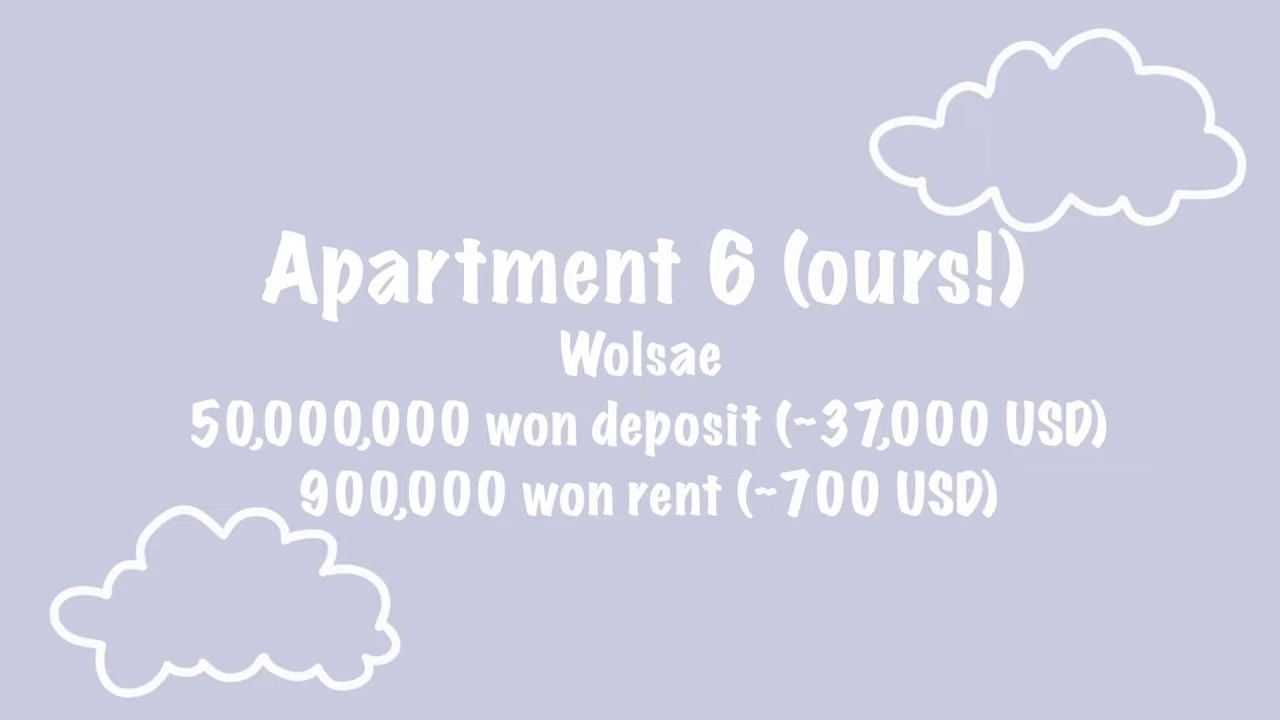 Apartment 6 (ours!)
Wolsae
50,000,000 won deposit (~37,000 USD)
900,000 won rent (~700 USD)